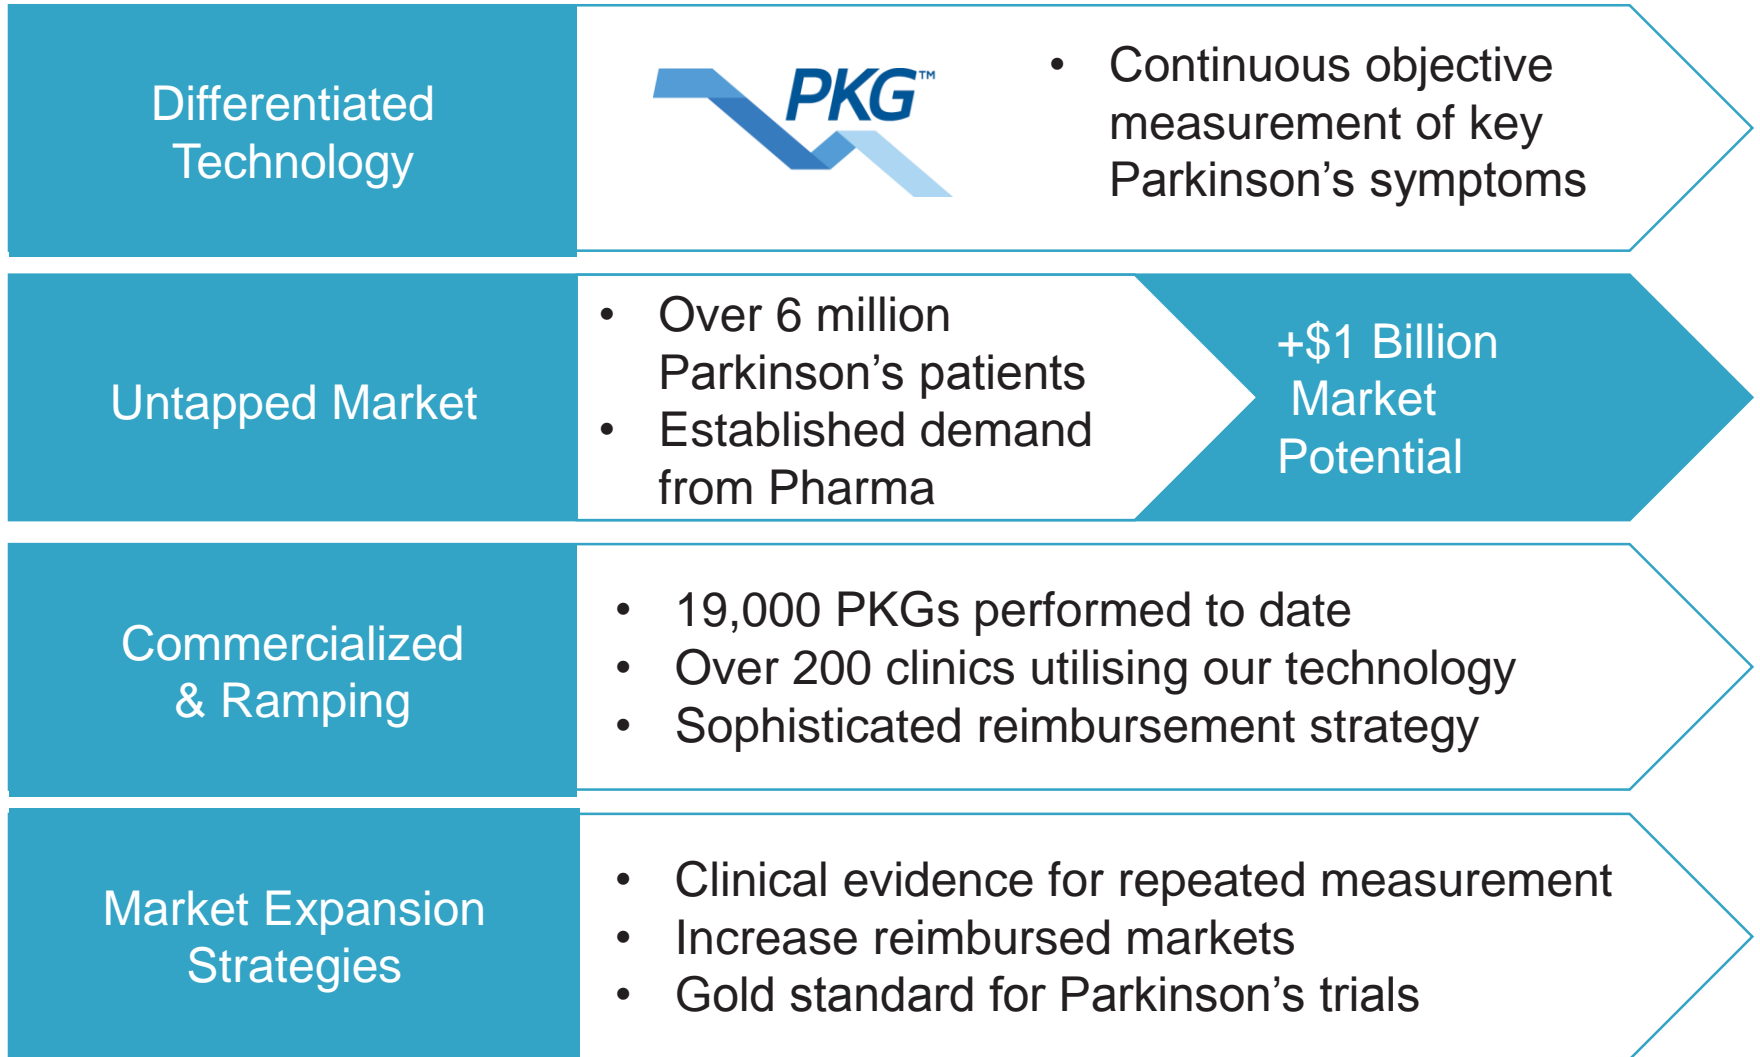 Differentiated
Technology
PKG™
• Continuous objective
measurement of key
Parkinson’s symptoms
Untapped Market
• Over 6 million
Parkinson’s patients
• Established demand
from Pharma
+$1 Billion
Market
Potential
Commercialized
& Ramping
• 19,000 PKGs performed to date
• Over 200 clinics utilising our technology
• Sophisticated reimbursement strategy
Market Expansion
Strategies
• Clinical evidence for repeated measurement
• Increase reimbursed markets
• Gold standard for Parkinson’s trials